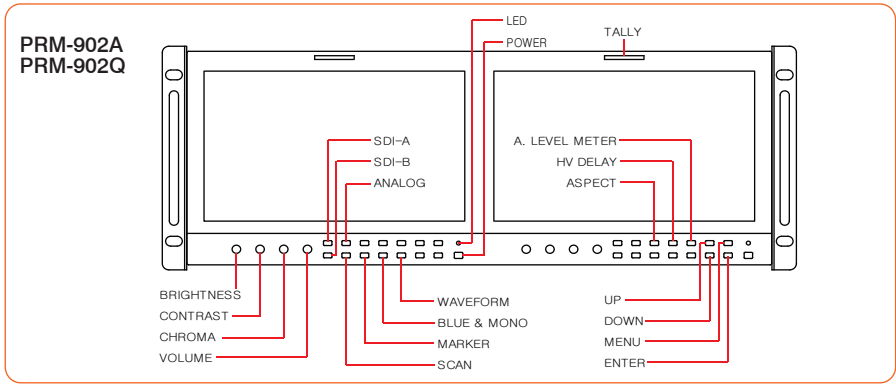 PRM-902A
PRM-902Q
LED
POWER
TALLY
SDI-A
SDI-B
ANALOG
A. LEVEL METER
HV DELAY
ASPECT
BRIGHTNESS
CONTRAST
CHROMA
VOLUME
WAVEFORM
BLUE & MONO
MARKER
SCAN
UP
DOWN
MENU
ENTER